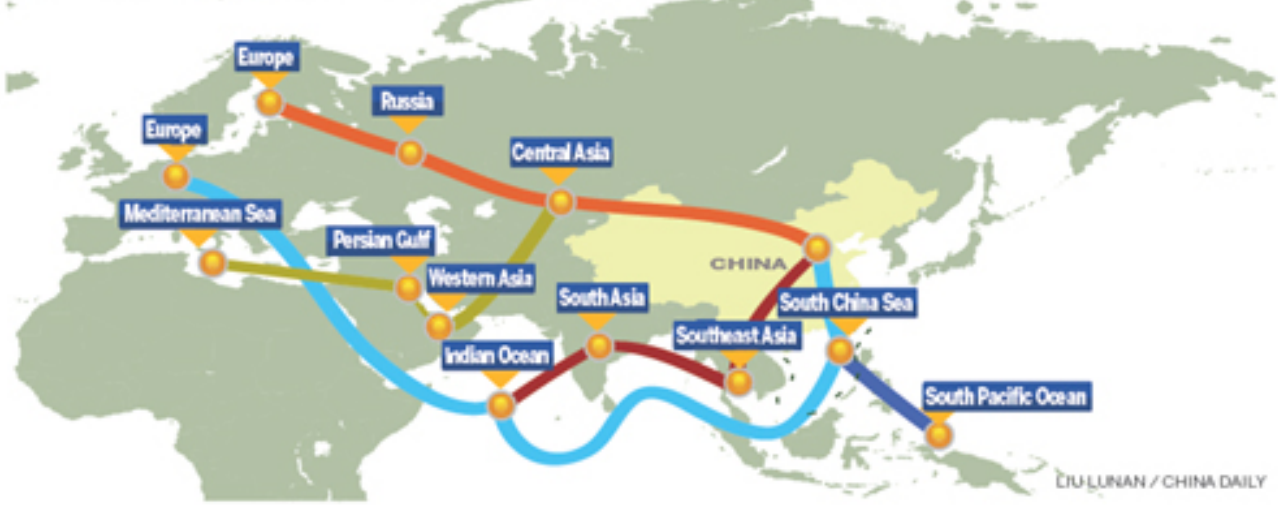 Europe
Russia
Europe
Central Asia
Mediterranean Sea
Persian Gulf
CHINA
Western Asia
South Asia
South China Sea
Southeast Asia
Indian Ocean
South Pacific Ocean
LIU LUNAN / CHINA DAILY